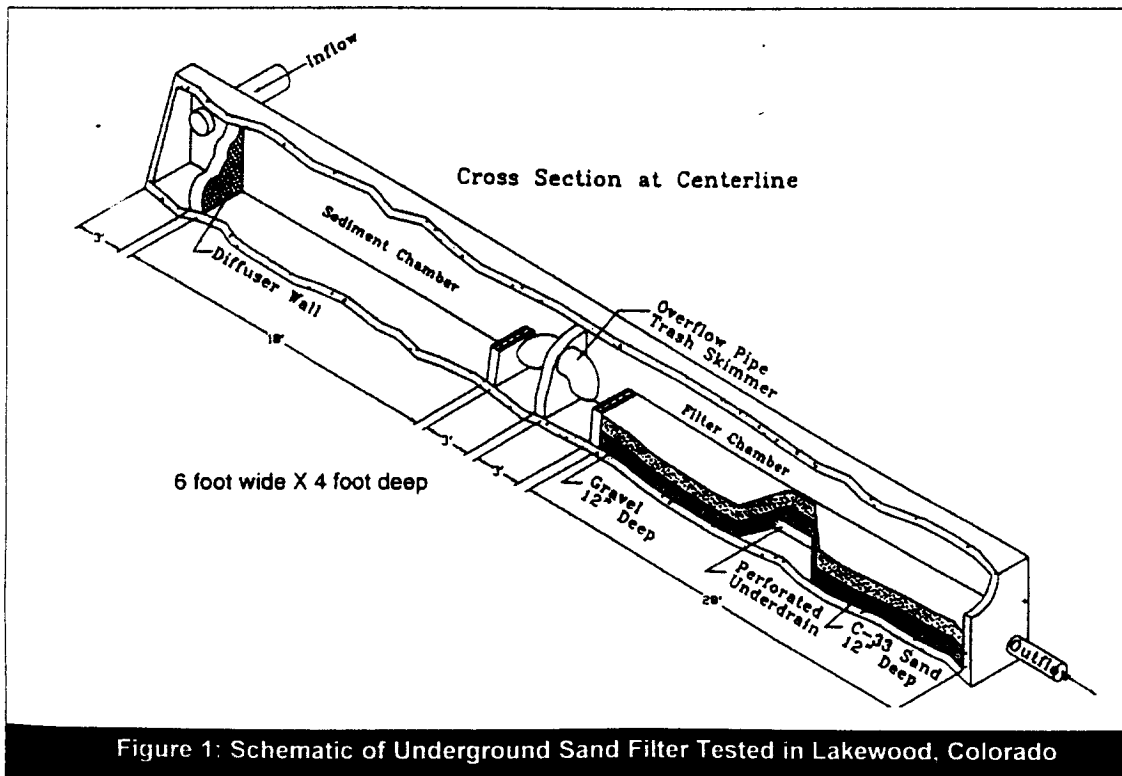 Inflow
Cross Section at Centerline
Sediment Chamber
3'
Diffuser Wall
Overflow Pipe
Trash Skimmer
Filter Chamber
3'
3'
6 foot wide X 4 foot deep
Gravel
12" Deep
Perforated
Underdrain
C-33 Sand
12" Deep
Outflow
Figure 1: Schematic of Underground Sand Filter Tested in Lakewood, Colorado